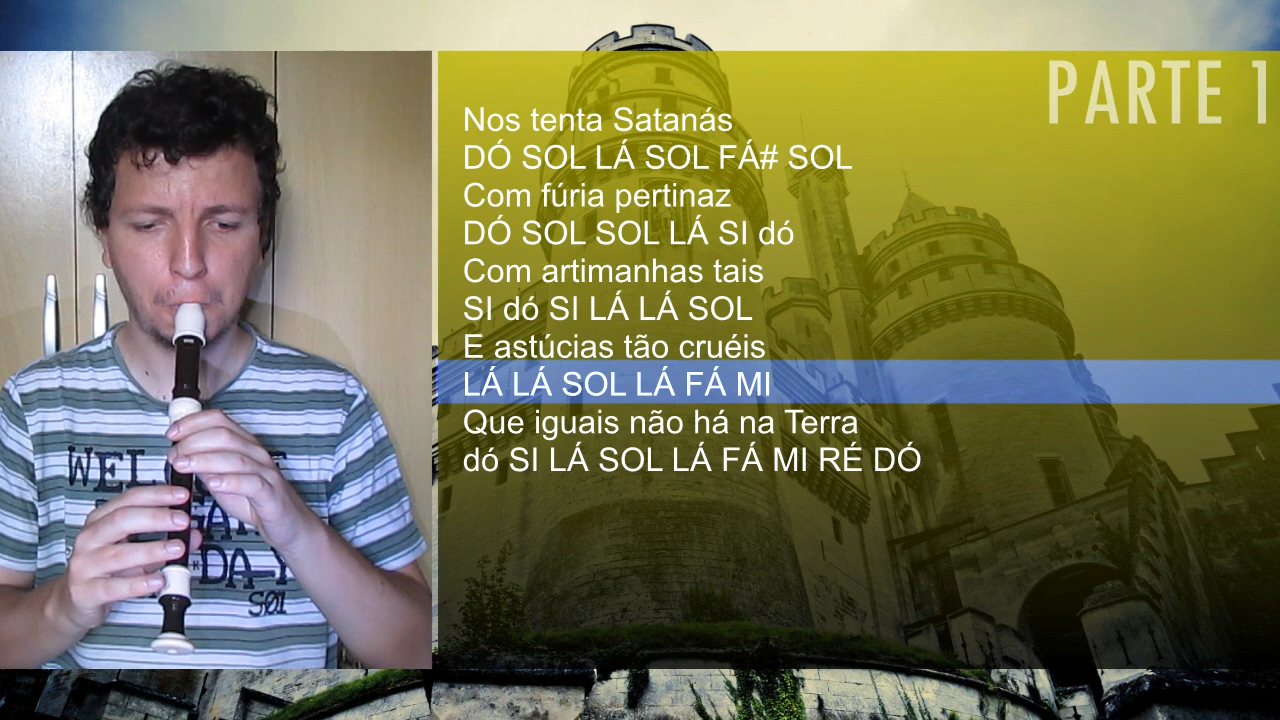 PARTE 1
Nos tenta Satanás
DÓ SOL LÁ SOL FÁ# SOL
Com fúria pertinaz
DÓ SOL SOL LÁ SI dó
Com artimanhas tais
SI dó SI LÁ LÁ SOL
E astúcias tão cruéis
LÁ LÁ SOL LÁ FÁ MI
Que iguais não há na Terra
dó SI LÁ SOL LÁ FÁ MI RÉ DÓ